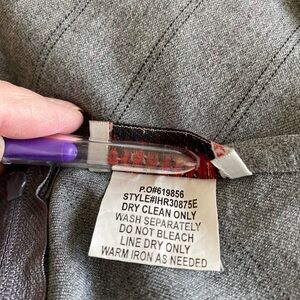 P.O#619856
STYLE#IHR30875E
DRY CLEAN ONLY
WASH SEPARATELY
DO NOT BLEACH
LINE DRY ONLY
WARM IRON AS NEEDED